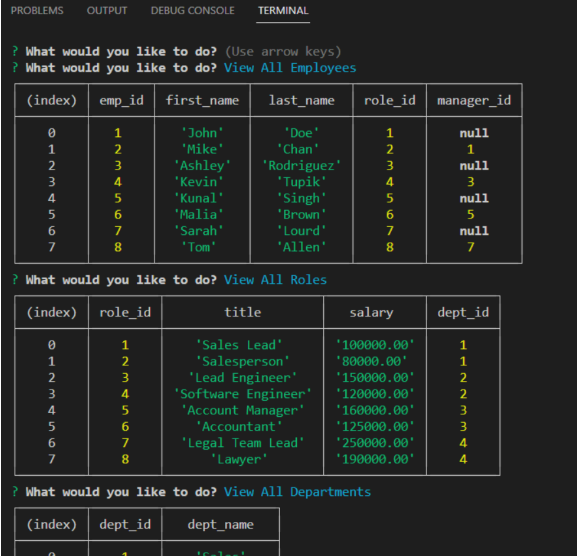 PROBLEMS OUTPUT DEBUG CONSOLE TERMINAL
? What would you like to do? (Use arrow keys)
? What would you like to do? View All Employees
(index) emp_id first_name last_name role_id manager_id
0 1 'John' 'Doe' 1 null
1 2 'Mike' 'Chan' 2 1
2 3 'Ashley' 'Rodriguez' 3 null
3 4 'Kevin' 'Tupik' 4 3
4 5 'Kunal' 'Singh' 5 null
5 6 'Malia' 'Brown' 6 5
6 7 'Sarah' 'Lourd' 7 null
7 8 'Tom' 'Allen' 8 7
? What would you like to do? View All Roles
(index) role_id title salary dept_id
0 1 'Sales Lead' '100000.00' 1
1 2 'Salesperson' '80000.00' 1
2 3 'Lead Engineer' '150000.00' 2
3 4 'Software Engineer' '120000.00' 2
4 5 'Account Manager' '160000.00' 3
5 6 'Accountant' '125000.00' 3
6 7 'Legal Team Lead' '250000.00' 4
7 8 'Lawyer' '190000.00' 4
? What would you like to do? View All Departments
(index) dept_id dept_name
0 1 'Sales'